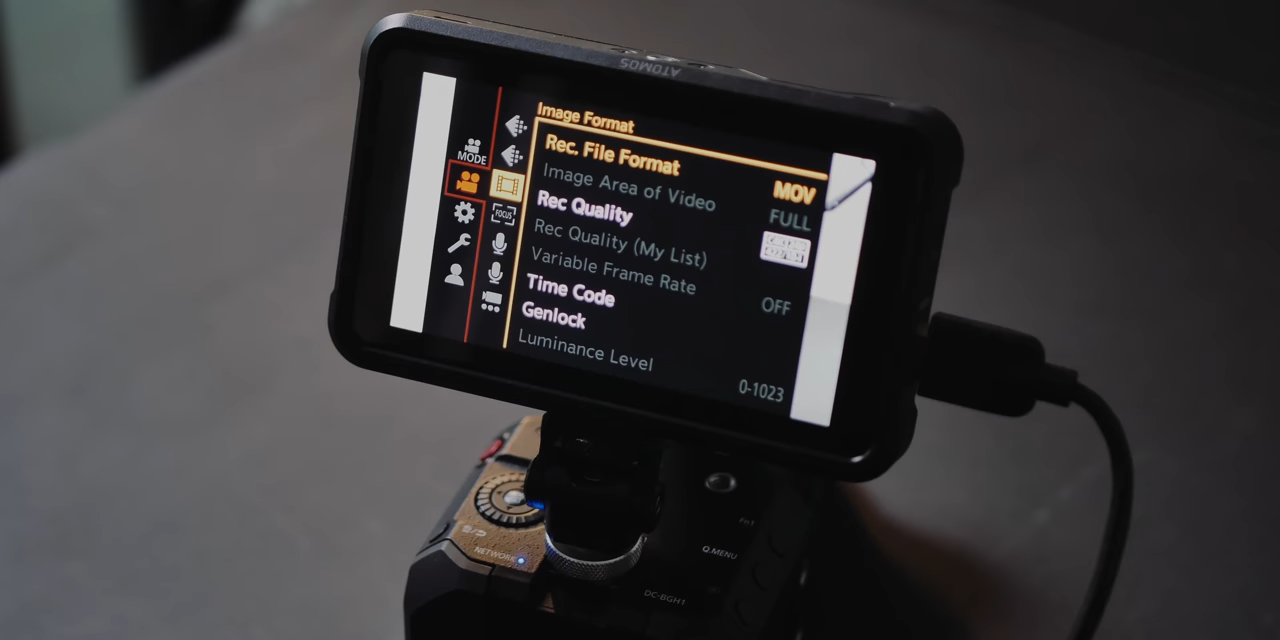 ATOMOS
Image Format
MODE
Rec. File Format MOV
Image Area of Video FULL
Rec Quality
Rec Quality (My List)
Variable Frame Rate OFF
Time Code
Genlock
Luminance Level 0-1023
FOCUS
Fn1
Q.MENU
NETWORK
DC-BGH1